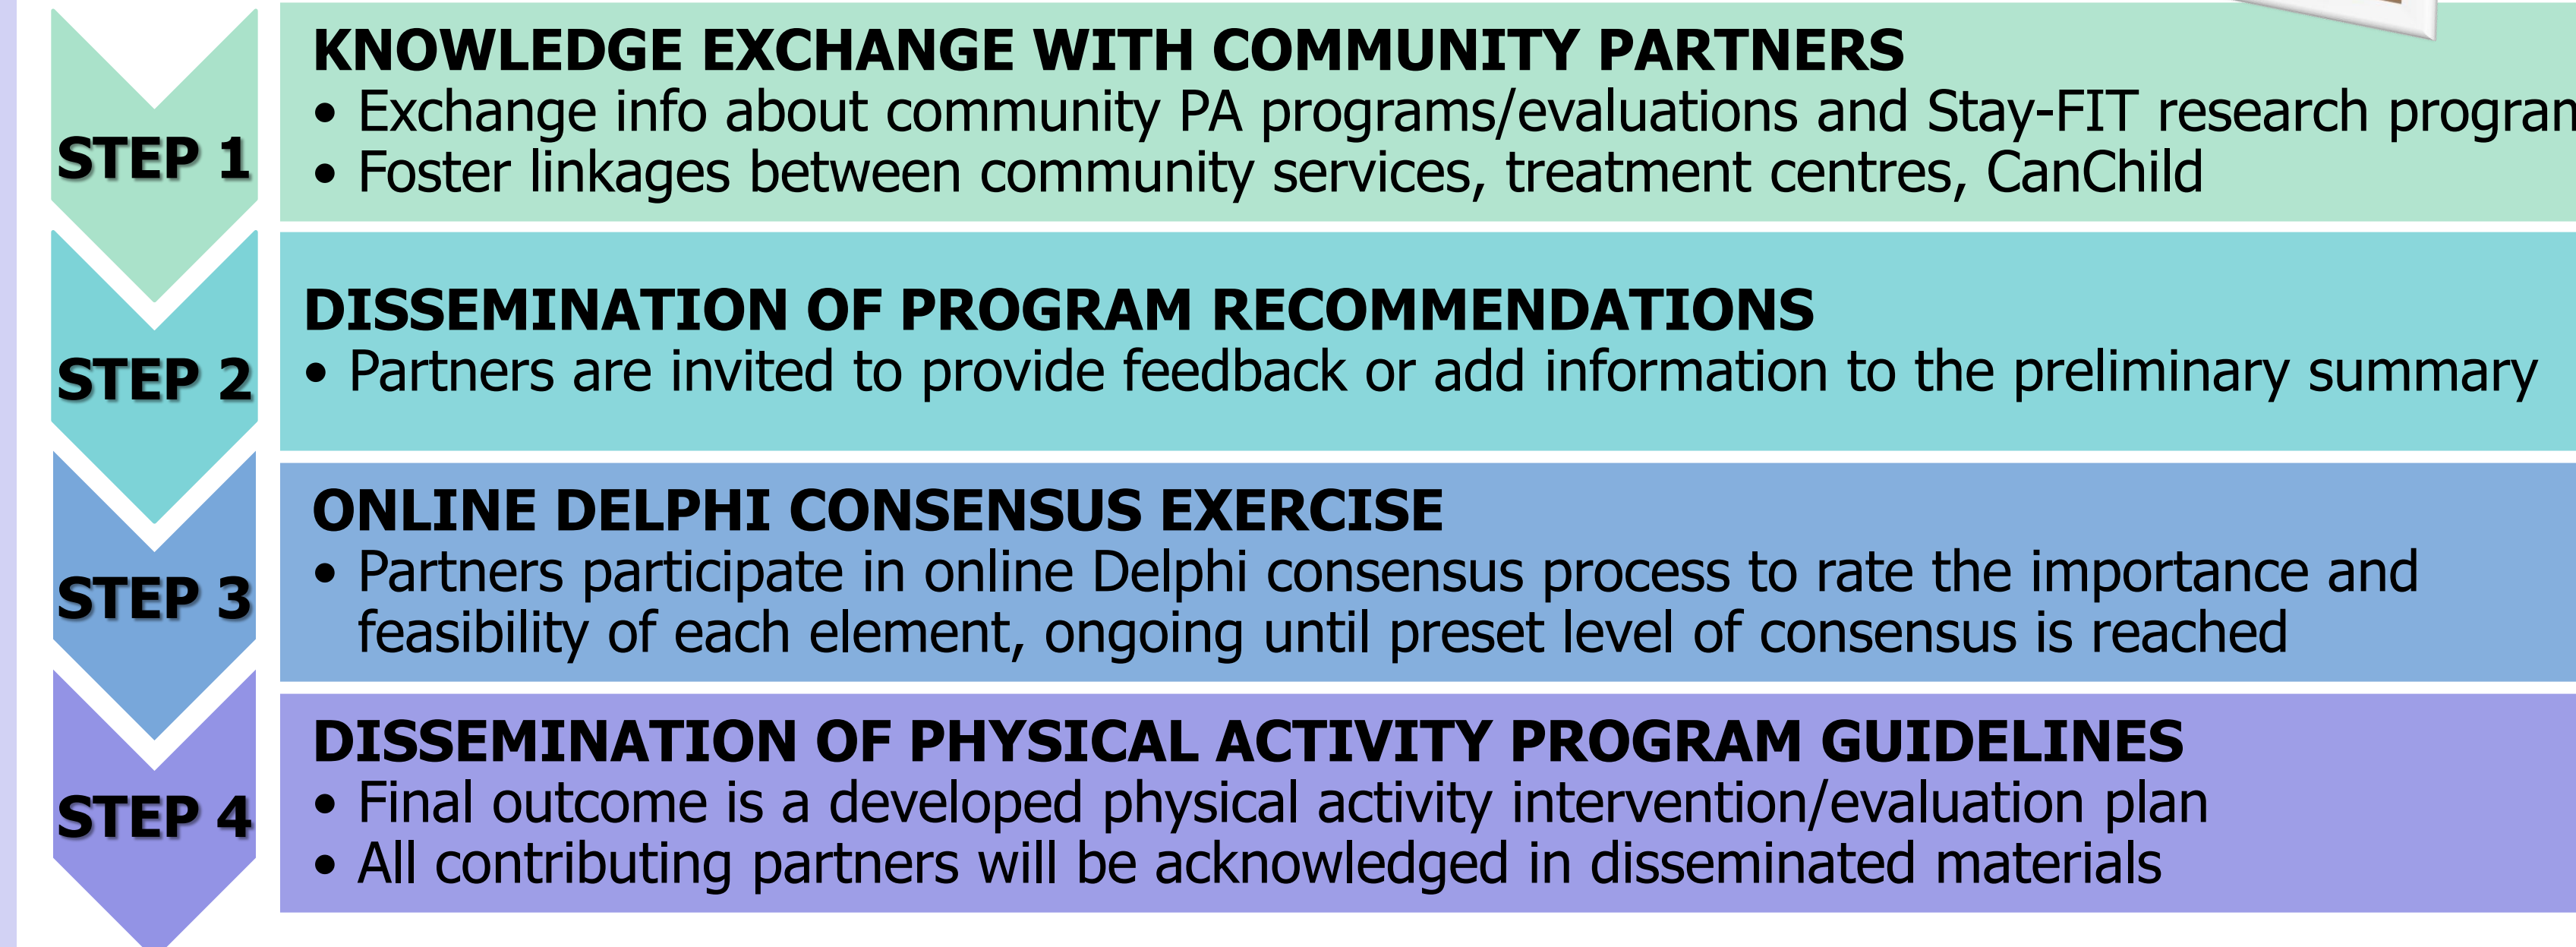 KNOWLEDGE EXCHANGE WITH COMMUNITY PARTNERS
• Exchange info about community PA programs/evaluations and Stay-FIT research
STEP 1
• Foster linkages between community services, treatment centres, CanChild
DISSEMINATION OF PROGRAM RECOMMENDATIONS
STEP 2
• Partners are invited to provide feedback or add information to the preliminary summary
ONLINE DELPHI CONSENSUS EXERCISE
• Partners participate in online Delphi consensus process to rate the importance and
STEP 3
feasibility of each element, ongoing until preset level of consensus is reached
DISSEMINATION OF PHYSICAL ACTIVITY PROGRAM GUIDELINES
• Final outcome is a developed physical activity intervention/evaluation plan
STEP 4
• All contributing partners will be acknowledged in disseminated materials